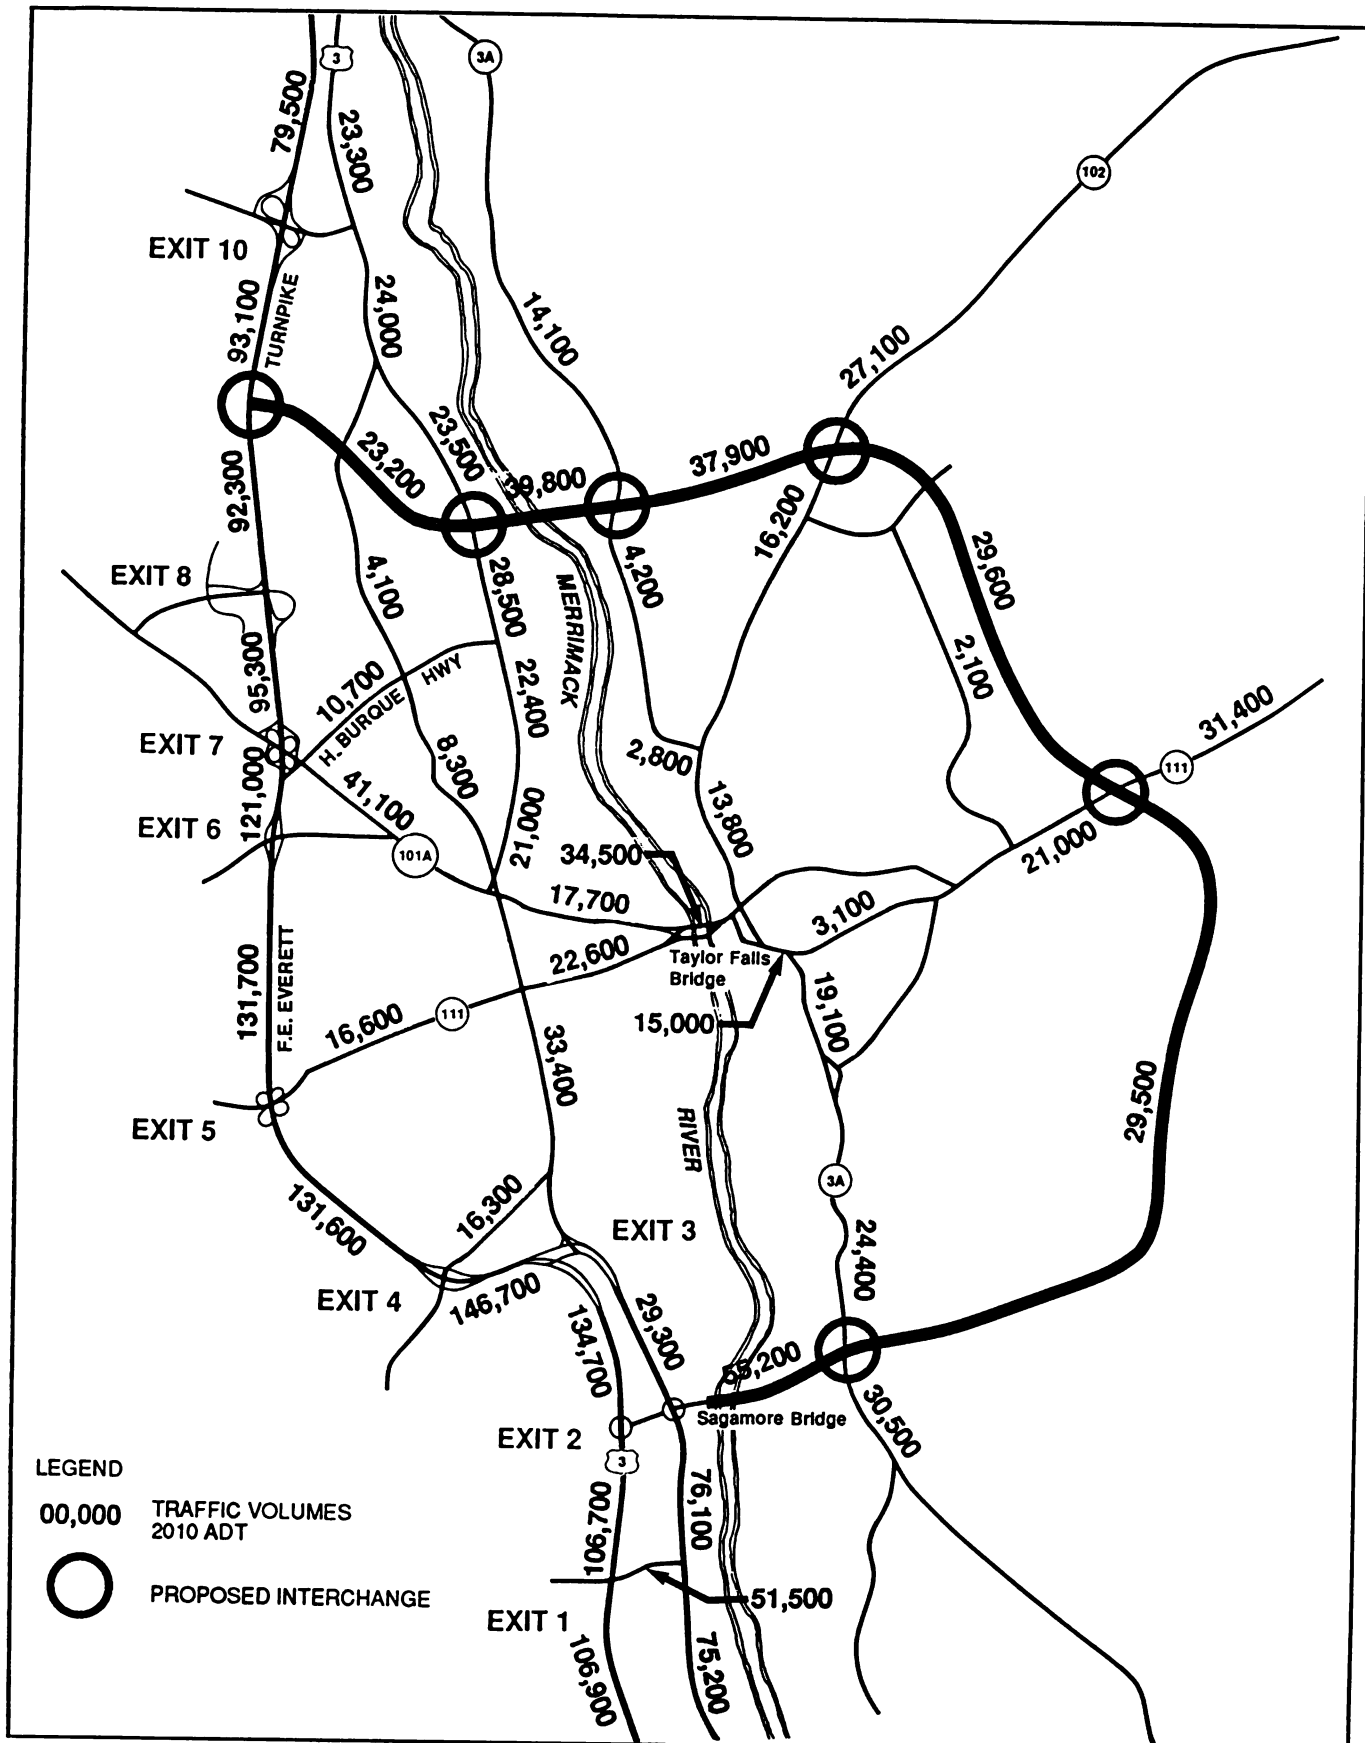 3
3A
79,500
23,300
102
EXIT 10
93,100
TURNPIKE
24,000
14,100
27,100
23,500
23,200
39,800
37,900
92,300
16,200
EXIT 8
4,100
28,500
MERRIMACK
4,200
29,600
95,300
10,700
H. BURQUE HWY
22,400
2,100
31,400
EXIT 7
2,800
111
121,000
41,100
8,300
13,800
EXIT 6
101A
21,000
34,500
21,000
17,700
3,100
131,700
F.E. EVERETT
22,600
Taylor Falls
Bridge
16,600
111
15,000
19,100
33,400
29,500
EXIT 5
RIVER
131,600
16,300
3A
EXIT 3
24,400
EXIT 4
146,700
134,700
29,300
55,200
30,500
Sagamore Bridge
EXIT 2
3
LEGEND
00,000
TRAFFIC VOLUMES
2010 ADT
106,700
76,100
PROPOSED INTERCHANGE
51,500
EXIT 1
106,900
75,200